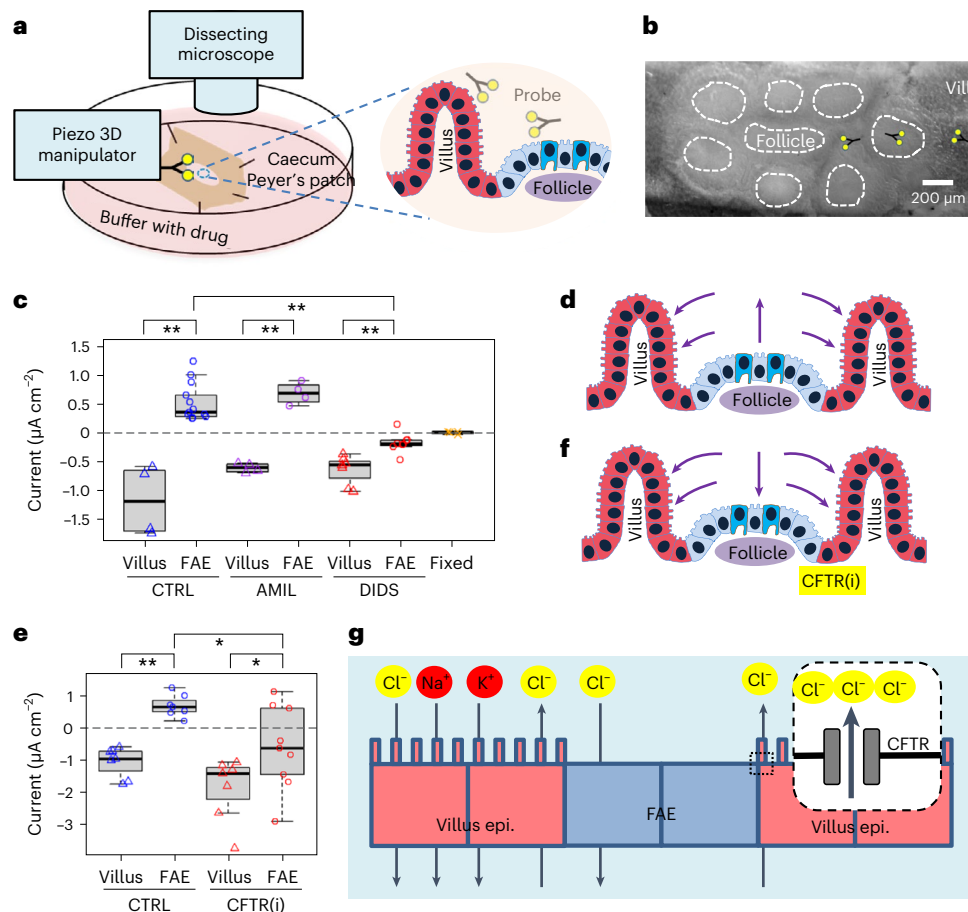 a
Dissecting
microscope
Piezo 3D
manipulator
Caecum
Peyer's patch
Buffer with drug
Probe
Villus
Follicle
b
Vill
Follicle
200 µm
c
**
** ** **
Current (µA cm−2)
1.5
1.0
0.5
0
−0.5
−1.0
−1.5
Villus FAE Villus FAE Villus FAE Fixed
CTRL AMIL DIDS
d
Villus
Villus
Follicle
f
Villus
Villus
Follicle
CFTR(i)
e
*
** *
Current (µA cm−2)
1
0
−1
−2
−3
Villus FAE Villus FAE
CTRL CFTR(i)
g
Cl− Na+ K+ Cl− Cl− Cl− Cl− Cl− Cl−
CFTR
Villus epi. FAE Villus epi.